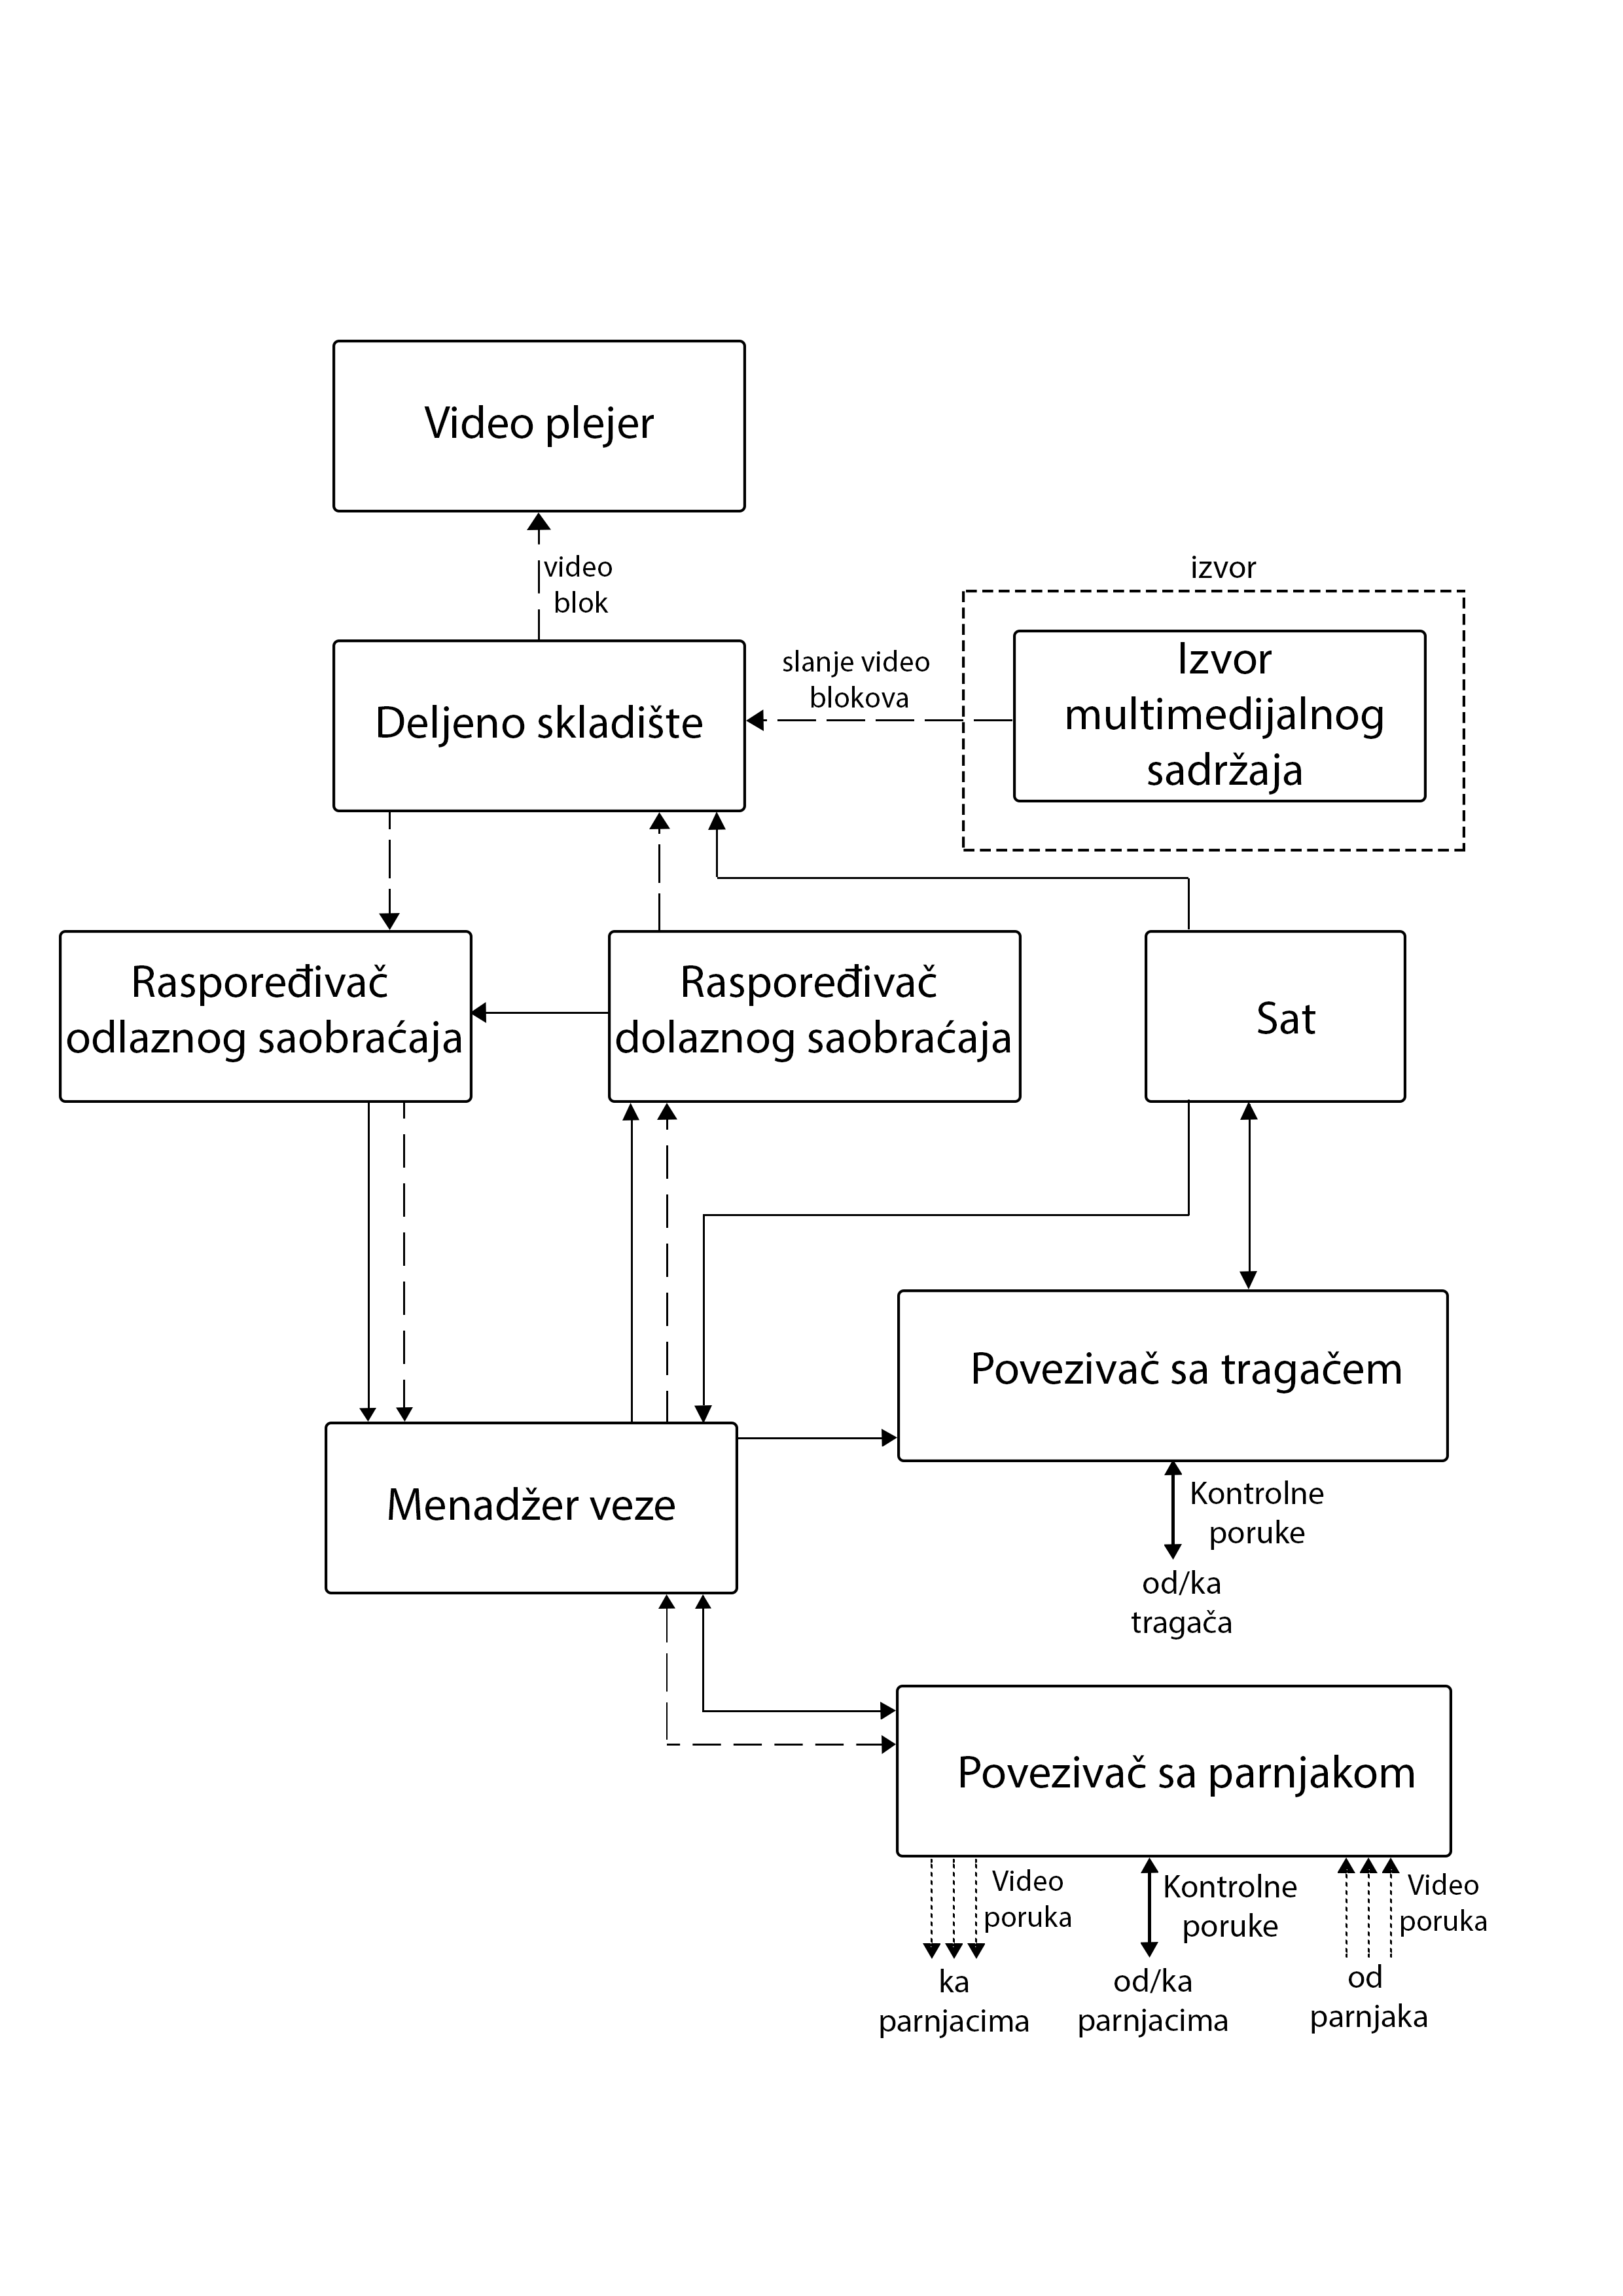 Video plejer
video
blok
izvor
slanje video
blokova
Izvor
multimedijalnog
sadržaja
Deljeno skladište
Raspoređivač
odlaznog saobraćaja
Raspoređivač
dolaznog saobraćaja
Sat
Povezivač sa tragačem
Menadžer veze
Kontrolne
poruke
od/ka
tragača
Povezivač sa parnjakom
Video
poruka
Kontrolne
poruke
Video
poruka
ka
parnjacima
od/ka
parnjacima
od
parnjaka